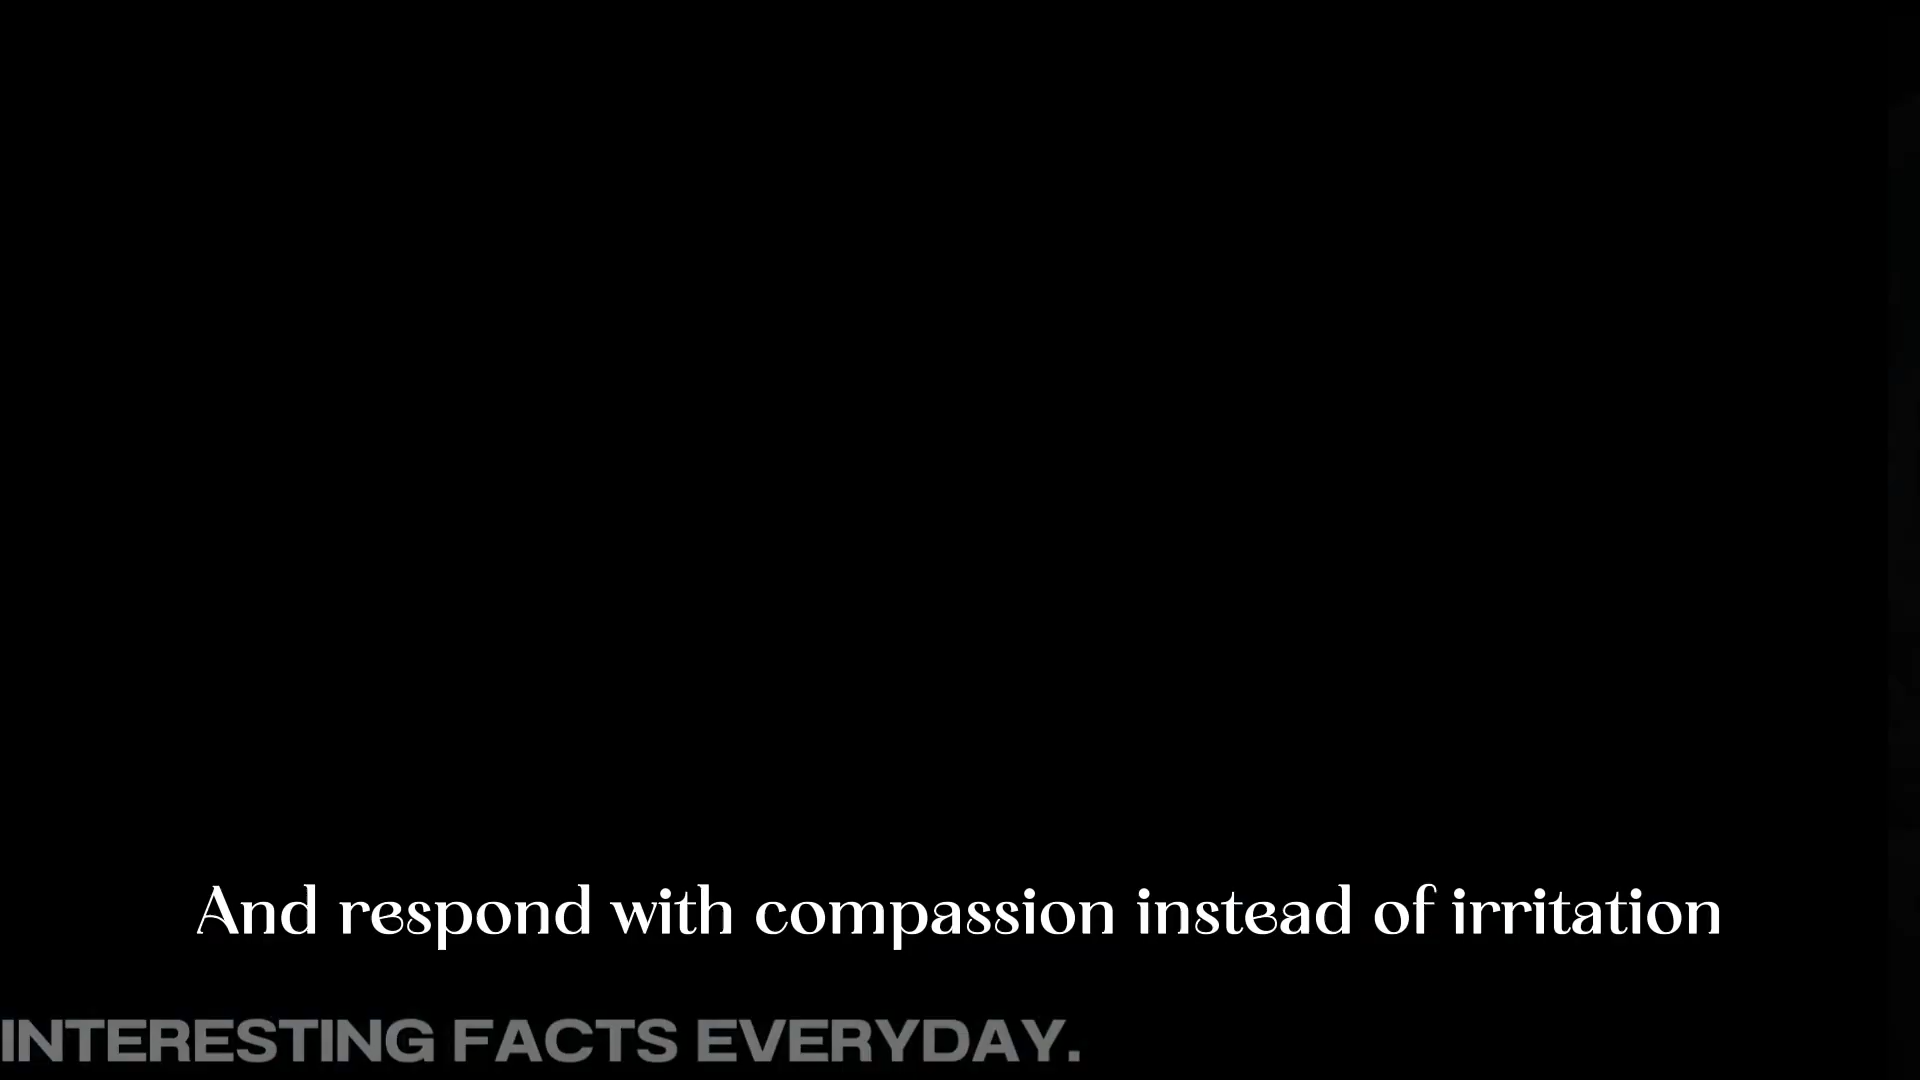 And respond with compassion instead of irritation
INTERESTING FACTS EVERYDAY.